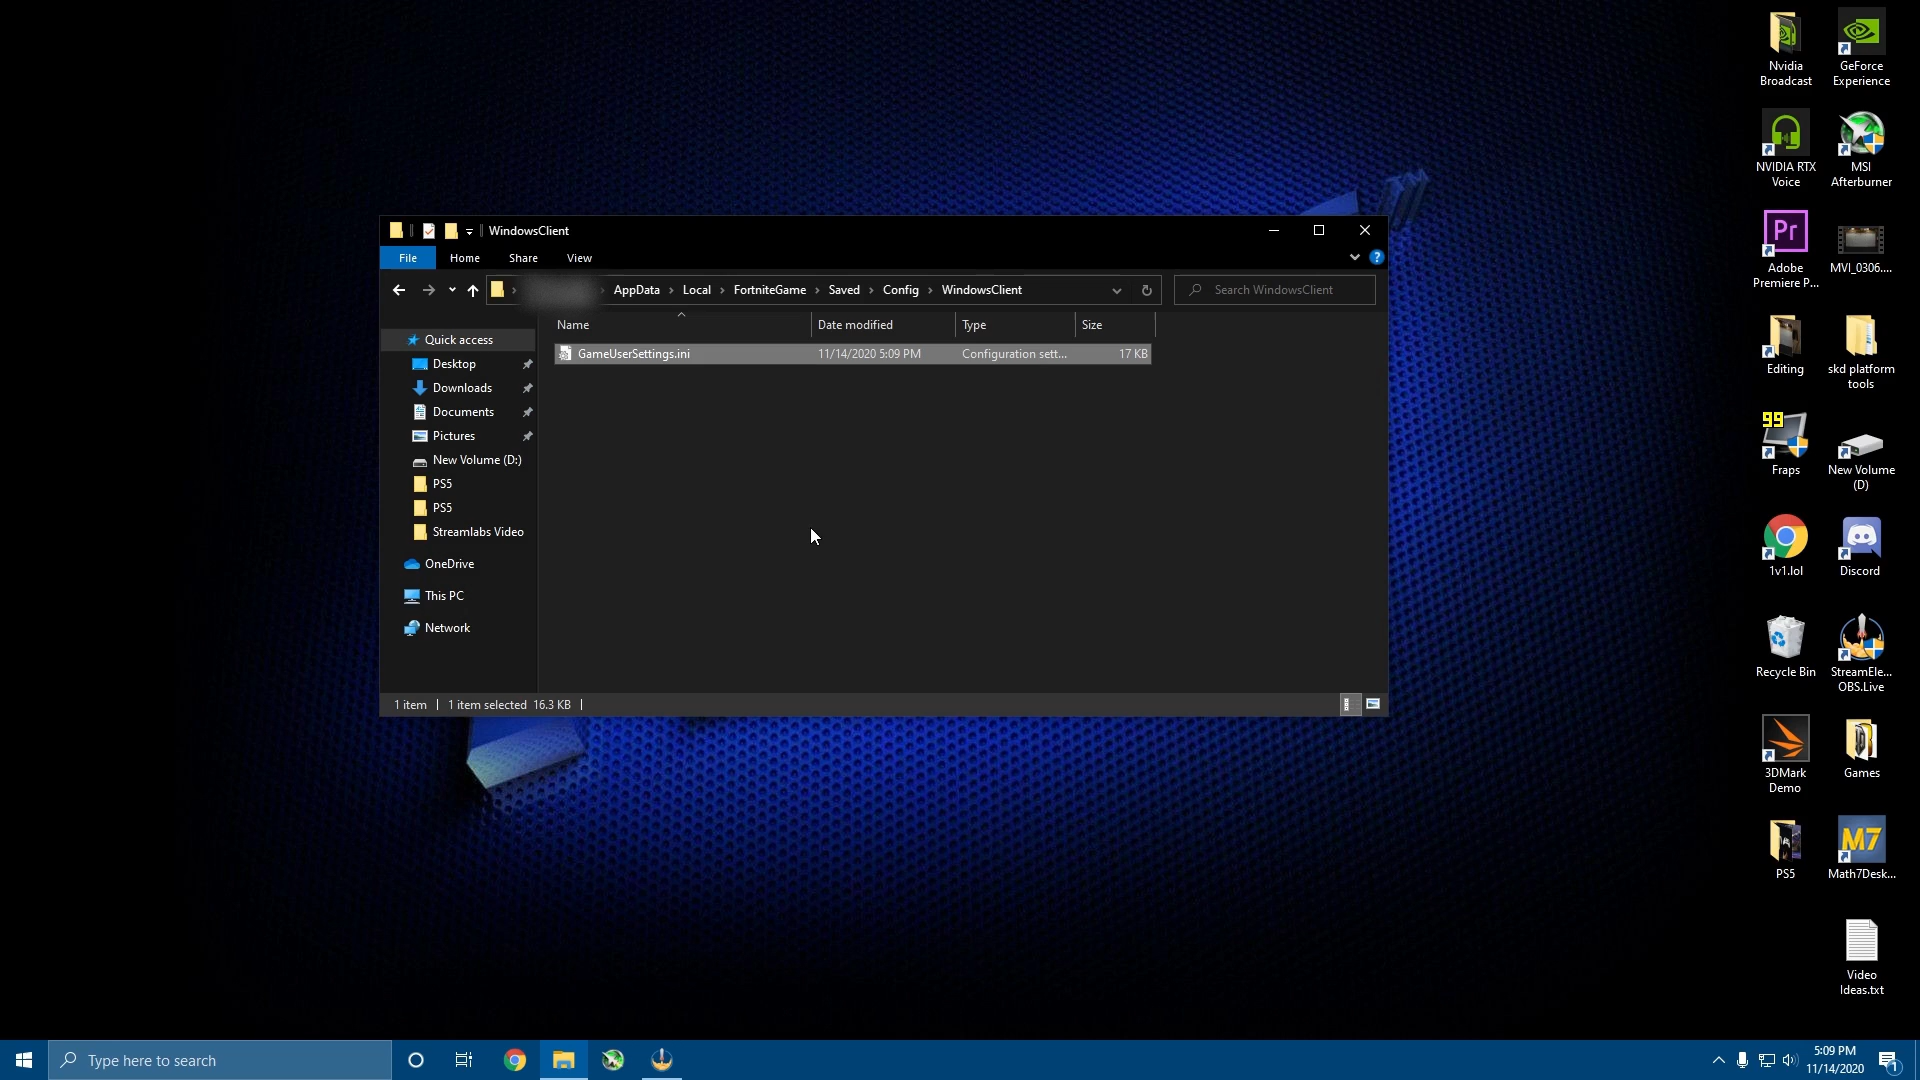 WindowsClient
File Home Share View
AppData Local FortniteGame Saved Config WindowsClient
Search WindowsClient
Name Date modified Type Size
GameUserSettings.ini 11/14/2020 5:09 PM Configuration sett... 17 KB
Quick access
Desktop
Downloads
Documents
Pictures
New Volume (D:)
PS5
PS5
Streamlabs Video
OneDrive
This PC
Network
1 item 1 item selected 16.3 KB
Nvidia
Broadcast
GeForce
Experience
NVIDIA RTX
Voice
MSI
Afterburner
Pr
Adobe
Premiere P...
MVI_0306....
Editing
skd platform
tools
99
Fraps
New Volume
(D)
1v1.lol
Discord
Recycle Bin
StreamEle...
OBS.Live
3DMark
Demo
Games
PS5
M7
Math7Desk...
Video
Ideas.txt
Type here to search
5:09 PM
11/14/2020
1